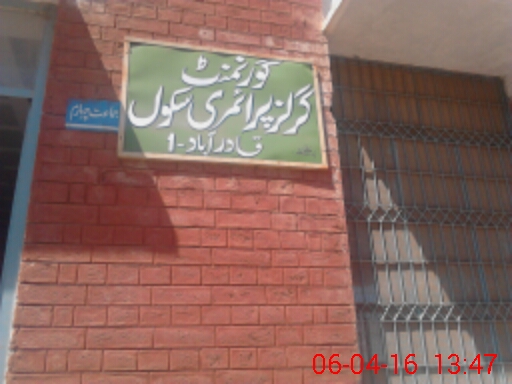 گورنمنٹ
گرلز پرائمری سکول
قادر آباد-1
جماعت چہارم
06-04-16 13:47